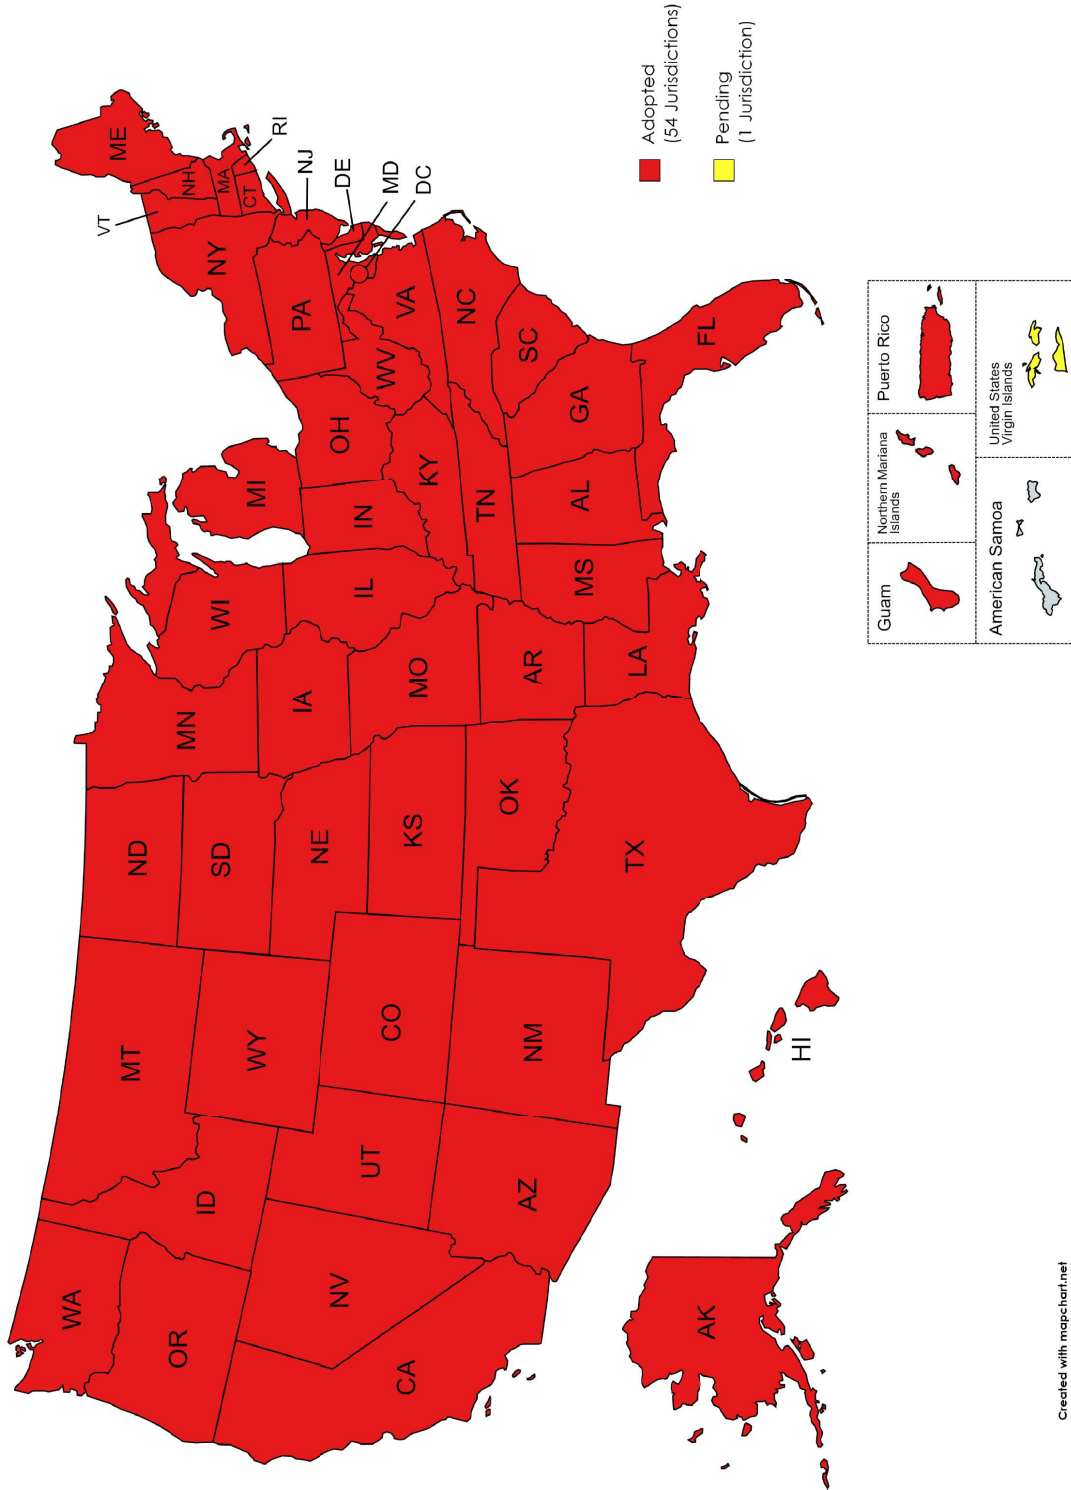 WA
OR
CA
NV
ID
MT
WY
UT
AZ
CO
NM
ND
SD
NE
KS
OK
TX
MN
IA
MO
AR
LA
WI
IL
MI
IN
OH
KY
TN
MS
AL
GA
FL
SC
NC
VA
WV
PA
NY
VT
NH
ME
MA
CT
RI
NJ
DE
MD
DC
AK
HI
Adopted
(54 Jurisdictions)
Pending
(1 Jurisdiction)
Guam
Northern Mariana
Islands
Puerto Rico
American Samoa
United States
Virgin Islands
Created with mapchart.net